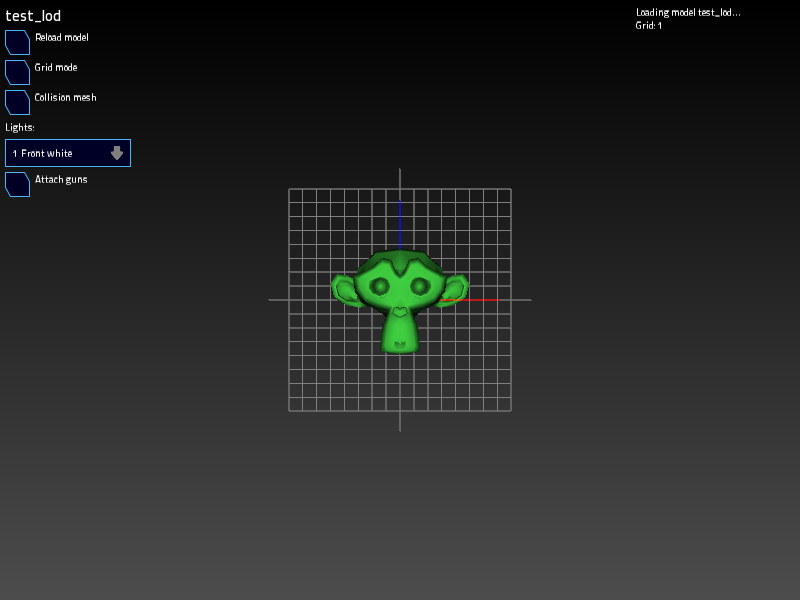 test_lod
Loading model test_lod...
Grid: 1
Reload model
Grid mode
Collision mesh
Lights:
1 Front white
Attach guns